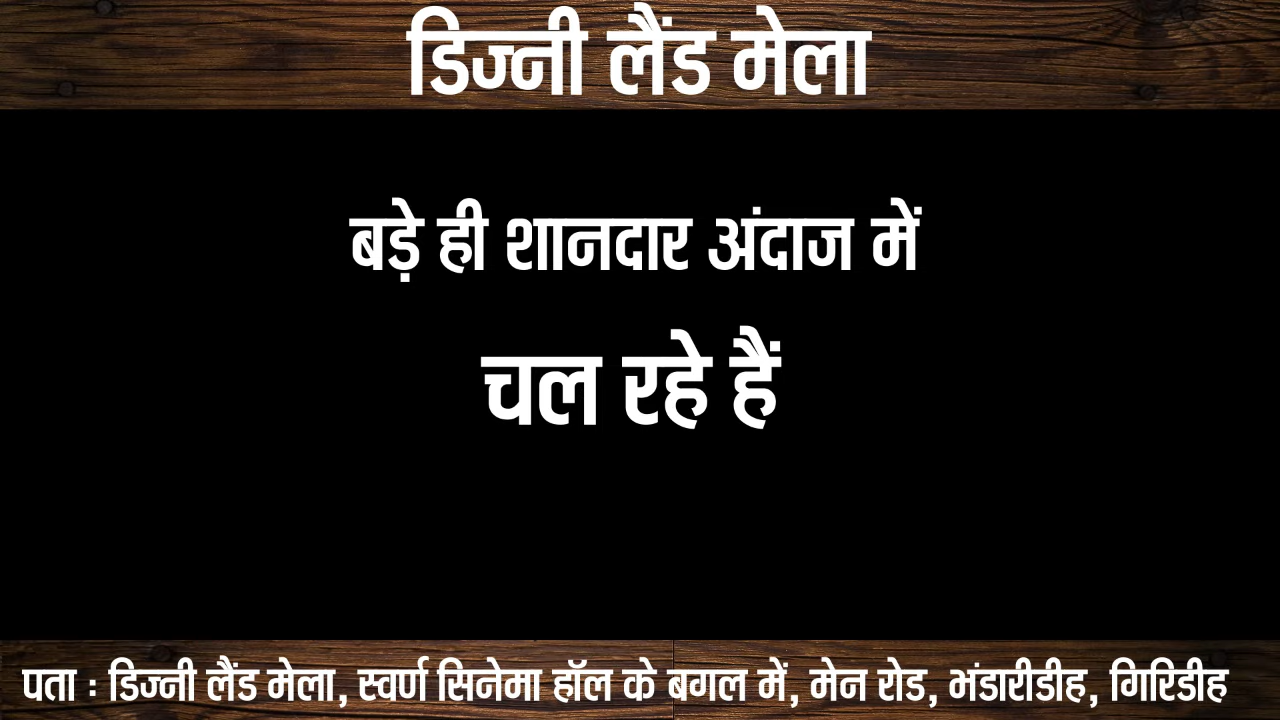 डिज्नी लैंड मेला
बड़े ही शानदार अंदाज में
चल रहे हैं
पता : डिज्नी लैंड मेला, स्वर्ण सिनेमा हॉल के बगल में, मेन रोड, भंडारीडीह, गिरिडीह